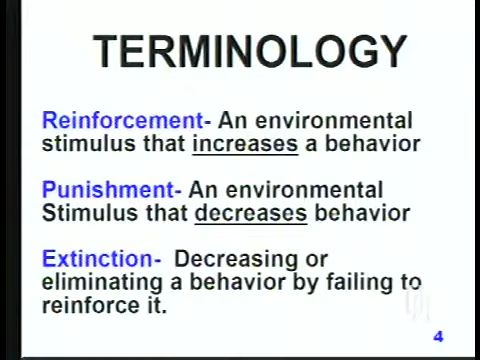 TERMINOLOGY
Reinforcement- An environmental
stimulus that increases a behavior
Punishment- An environmental
Stimulus that decreases behavior
Extinction- Decreasing or
eliminating a behavior by failing to
reinforce it.
4